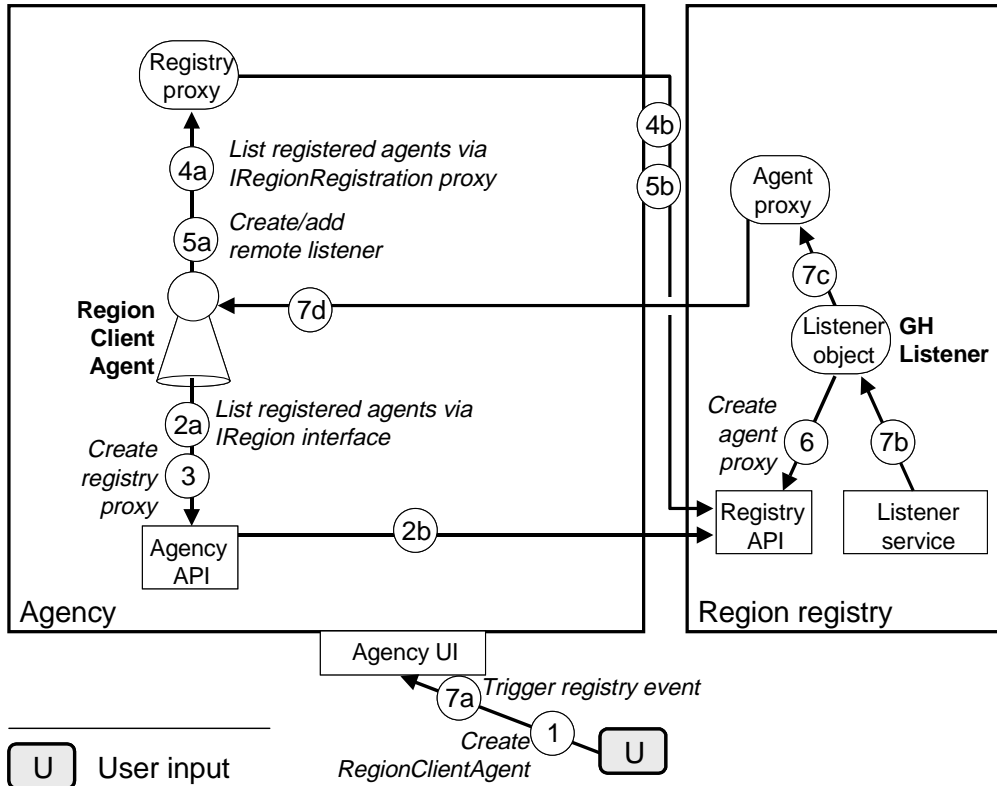 Registry
proxy
4b
4a
List registered agents via
IRegionRegistration proxy
5b
Agent
proxy
5a
Create/add
remote listener
7c
Region
Client
Agent
7d
Listener
object
GH
Listener
2a
List registered agents via
IRegion interface
Create
agent
proxy
6
7b
Create
registry
proxy
3
Agency
API
2b
Registry
API
Listener
service
Agency
Region registry
Agency UI
7a
Trigger registry event
1
Create
RegionClientAgent
U
U
User input